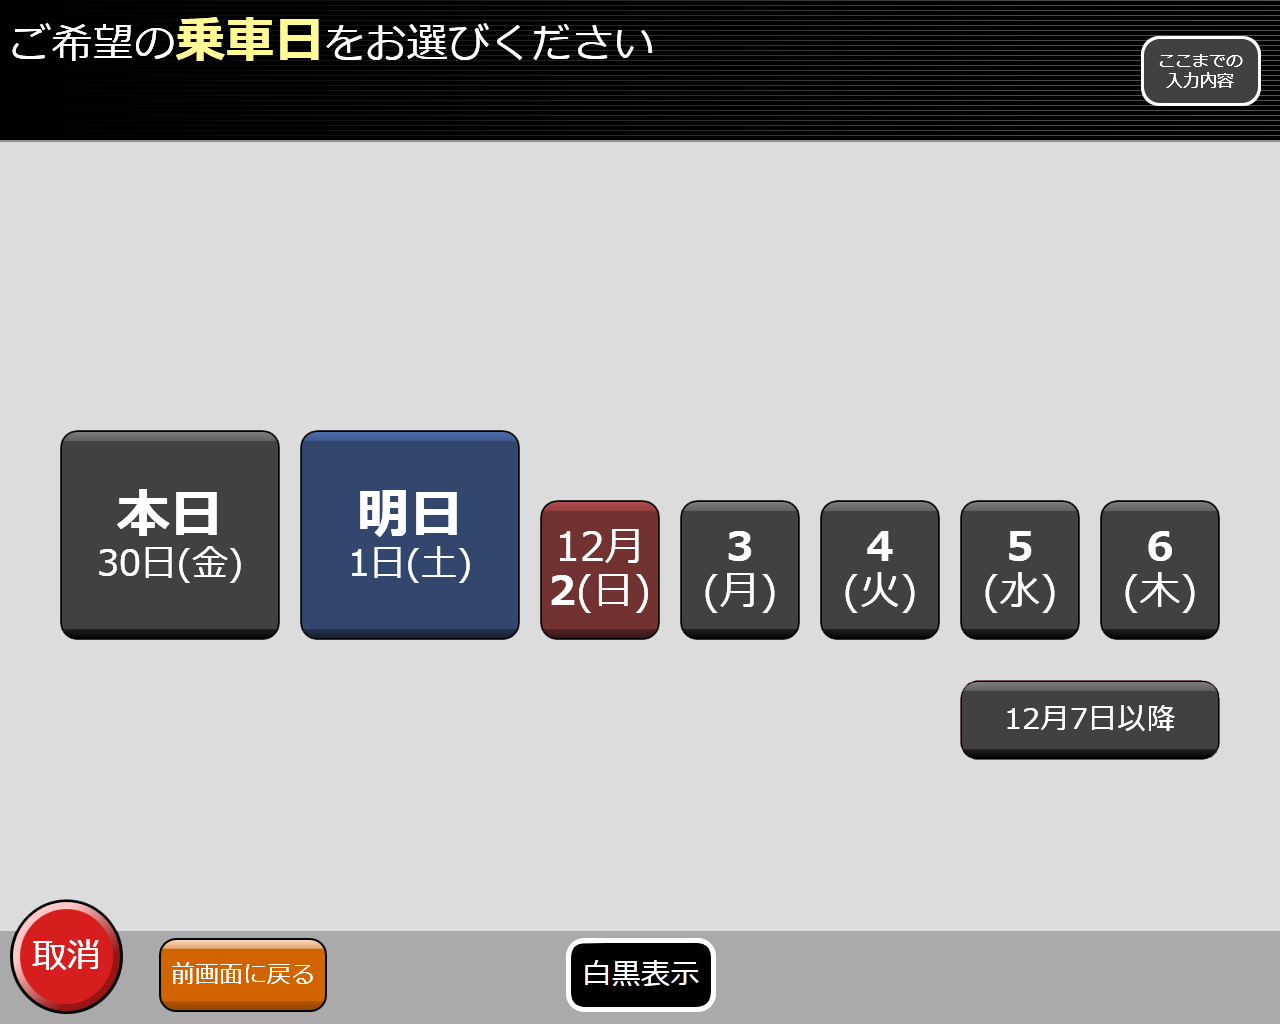 ご希望の乗車日をお選びください
ここまでの
入力内容
本日
30日(金)
明日
1日(土)
12月
2(日)
3
(月)
4
(火)
5
(水)
6
(木)
12月7日以降
取消
前画面に戻る
白黒表示